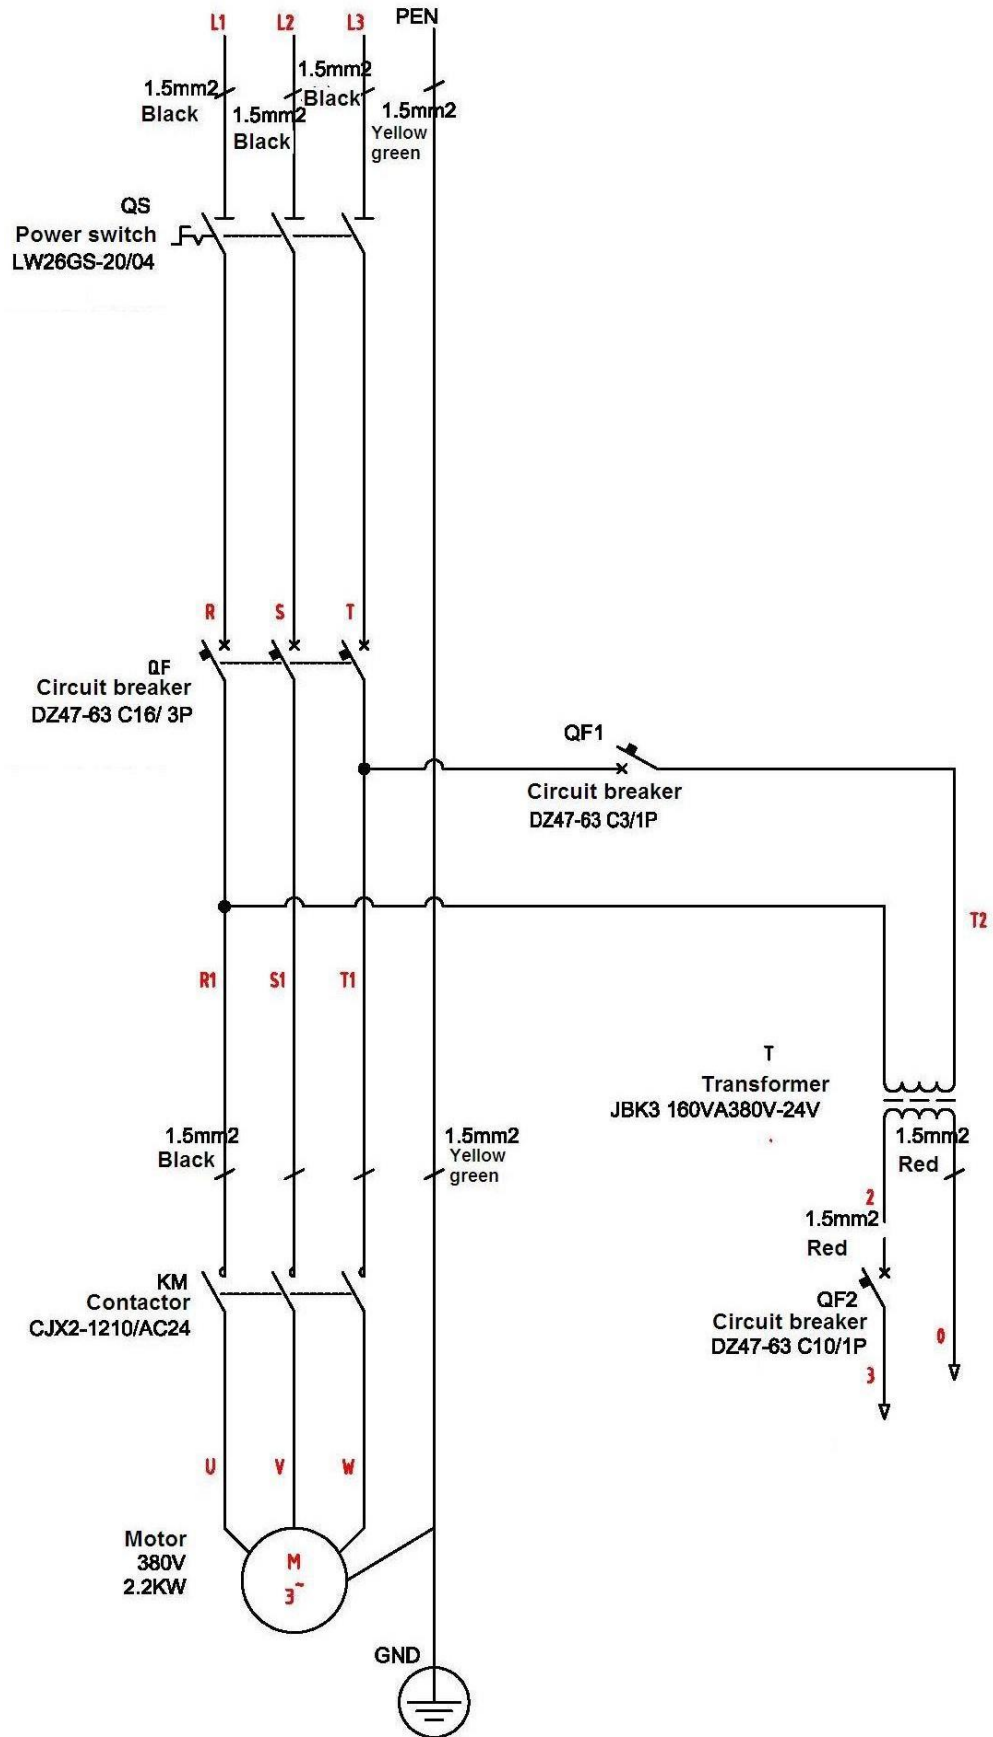 L1
L2
L3
PEN
1.5mm2
Black
1.5mm2
Black
1.5mm2
Black
1.5mm2
Yellow
green
QS
Power switch
LW26GS-20/04
R
S
T
QF
Circuit breaker
DZ47-63 C16/ 3P
QF1
Circuit breaker
DZ47-63 C3/1P
T2
R1
S1
T1
T
Transformer
JBK3 160VA380V-24V
1.5mm2
Black
1.5mm2
Yellow
green
1.5mm2
Red
2
1.5mm2
Red
KM
Contactor
CJX2-1210/AC24
QF2
Circuit breaker
DZ47-63 C10/1P
0
3
U
V
W
Motor
380V
2.2KW
M
3~
GND